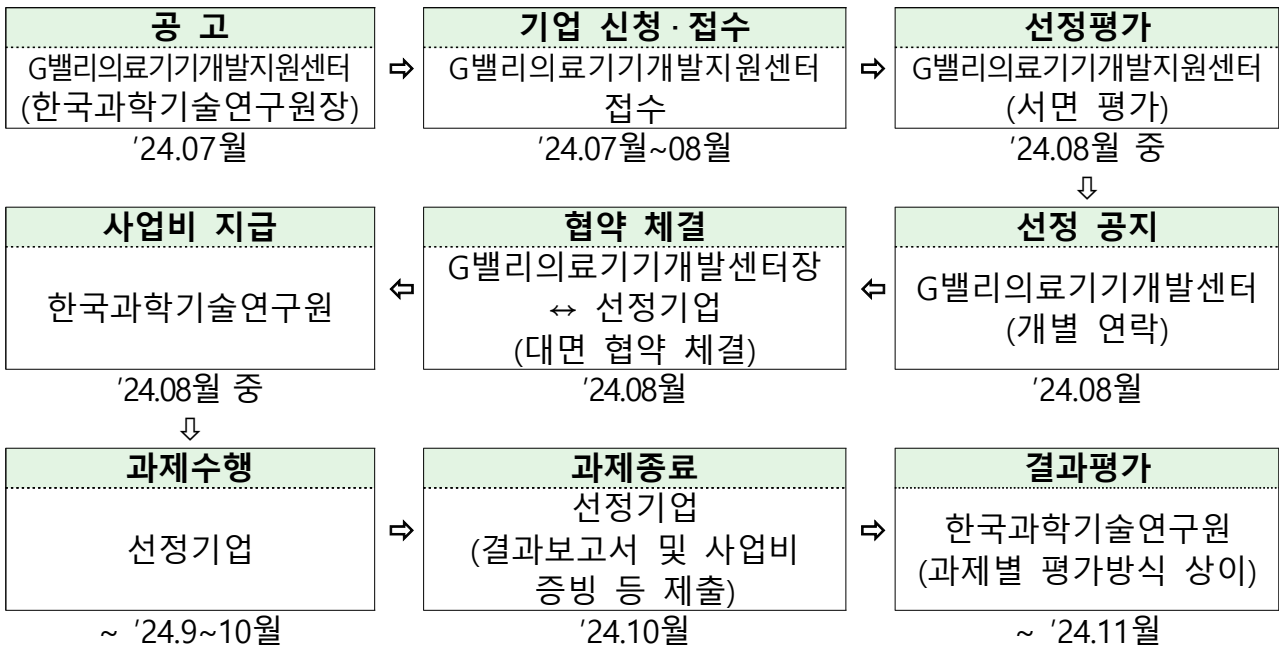 공 고
G밸리의료기기개발지원센터
(한국과학기술연구원장)
'24.07월
⇨
기업 신청·접수
G밸리의료기기개발지원센터
접수
'24.07월~08월
⇨
선정평가
G밸리의료기기개발지원센터
(서면 평가)
'24.08월 중
⇩
선정 공지
G밸리의료기기개발센터
(개별 연락)
'24.08월
⇦
협약 체결
G밸리의료기기개발센터장
↔ 선정기업
(대면 협약 체결)
'24.08월
⇦
사업비 지급
한국과학기술연구원
'24.08월 중
⇩
과제수행
선정기업
~ '24.9~10월
⇨
과제종료
선정기업
(결과보고서 및 사업비
증빙 등 제출)
'24.10월
⇨
결과평가
한국과학기술연구원
(과제별 평가방식 상이)
~ '24.11월